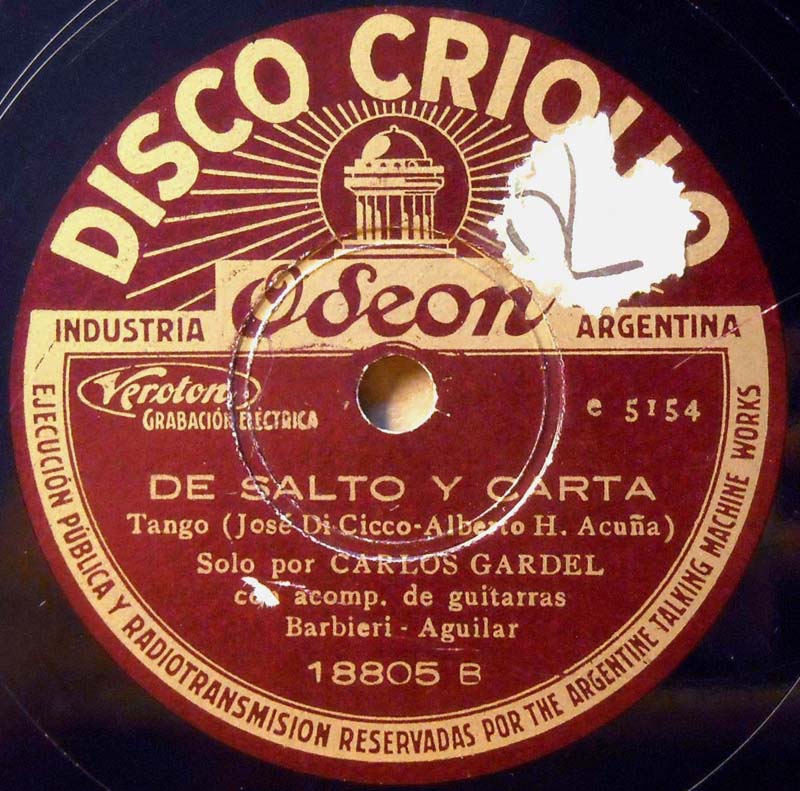 DISCO CRIOLLO
Odeon
INDUSTRIA ARGENTINA
Veroton
GRABACIÓN ELÉCTRICA
e 5154
DE SALTO Y CARTA
Tango (José Di Cicco-Alberto H. Acuña)
Solo por CARLOS GARDEL
con acomp. de guitarras
Barbieri - Aguilar
18805 B
EJECUCIÓN PÚBLICA Y RADIOTRANSMISION RESERVADAS POR THE ARGENTINE TALKING MACHINE WORKS